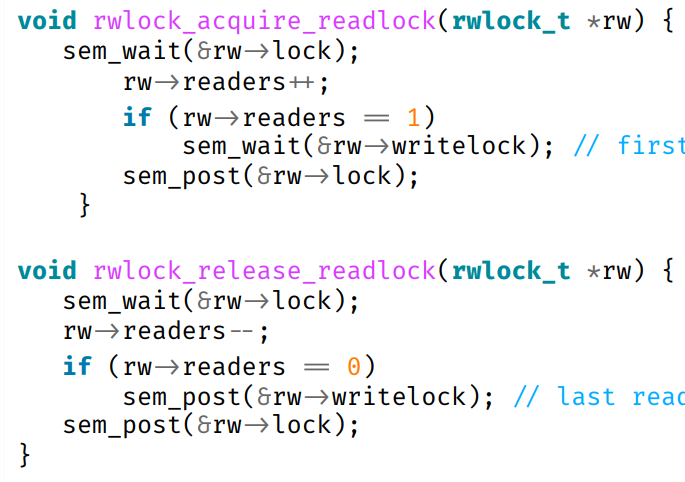 void rwlock_acquire_readlock(rwlock_t *rw) {
   sem_wait(&rw->lock);
       rw->readers++;
       if (rw->readers == 1)
           sem_wait(&rw->writelock); // first
       sem_post(&rw->lock);
    }

void rwlock_release_readlock(rwlock_t *rw) {
   sem_wait(&rw->lock);
   rw->readers--;
   if (rw->readers == 0)
       sem_post(&rw->writelock); // last
   sem_post(&rw->lock);
}